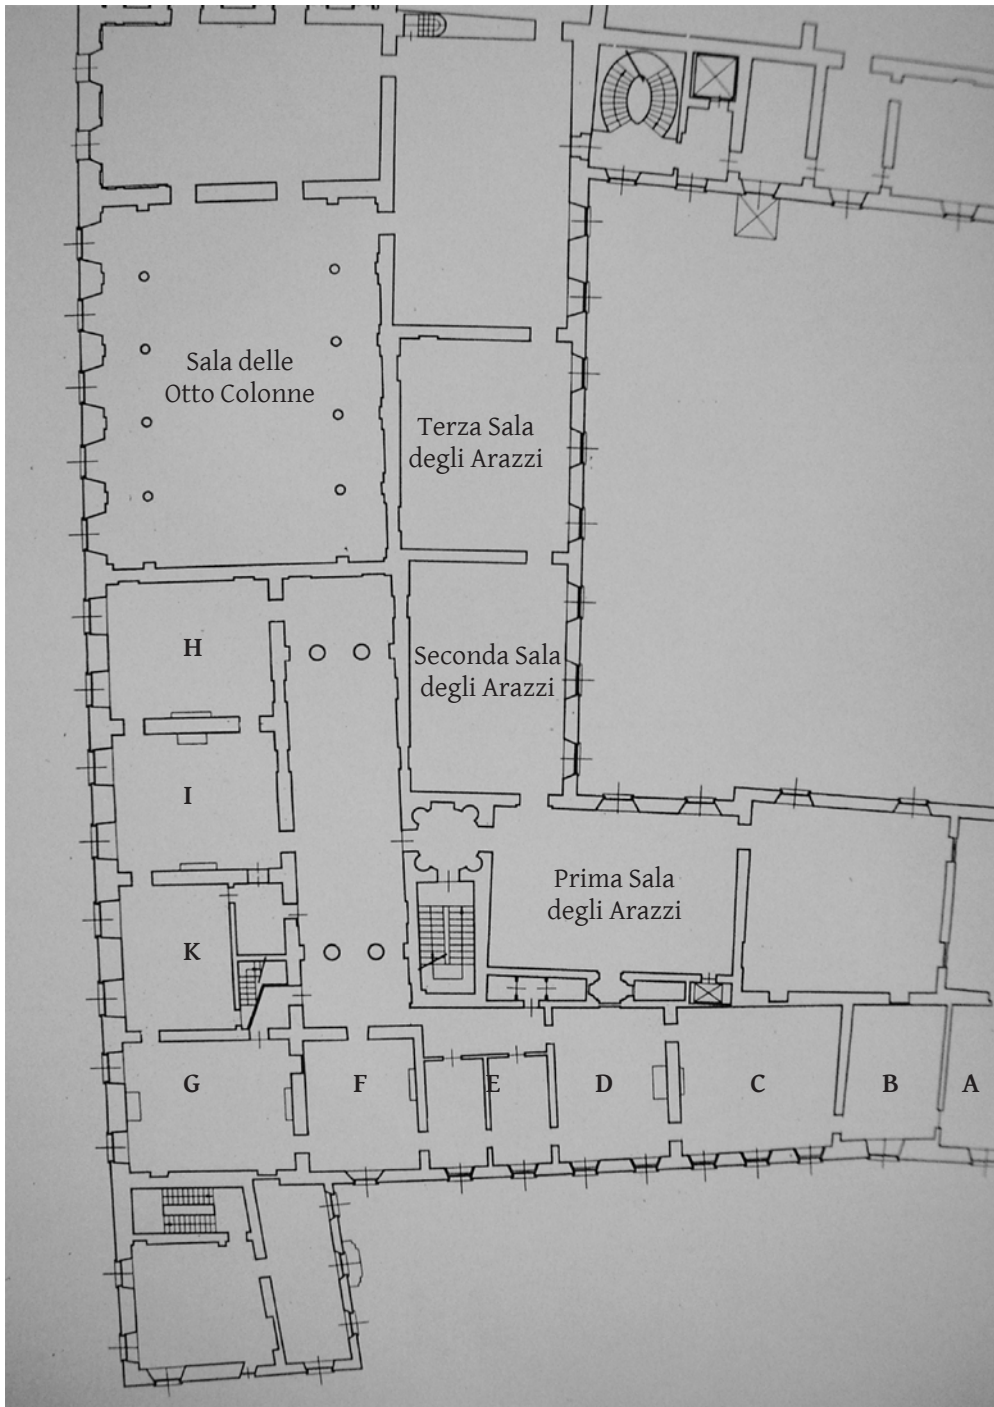 Sala delle
Otto Colonne
Terza Sala
degli Arazzi
H
Seconda Sala
degli Arazzi
I
Prima Sala
degli Arazzi
K
G
F
E
D
C
B
A